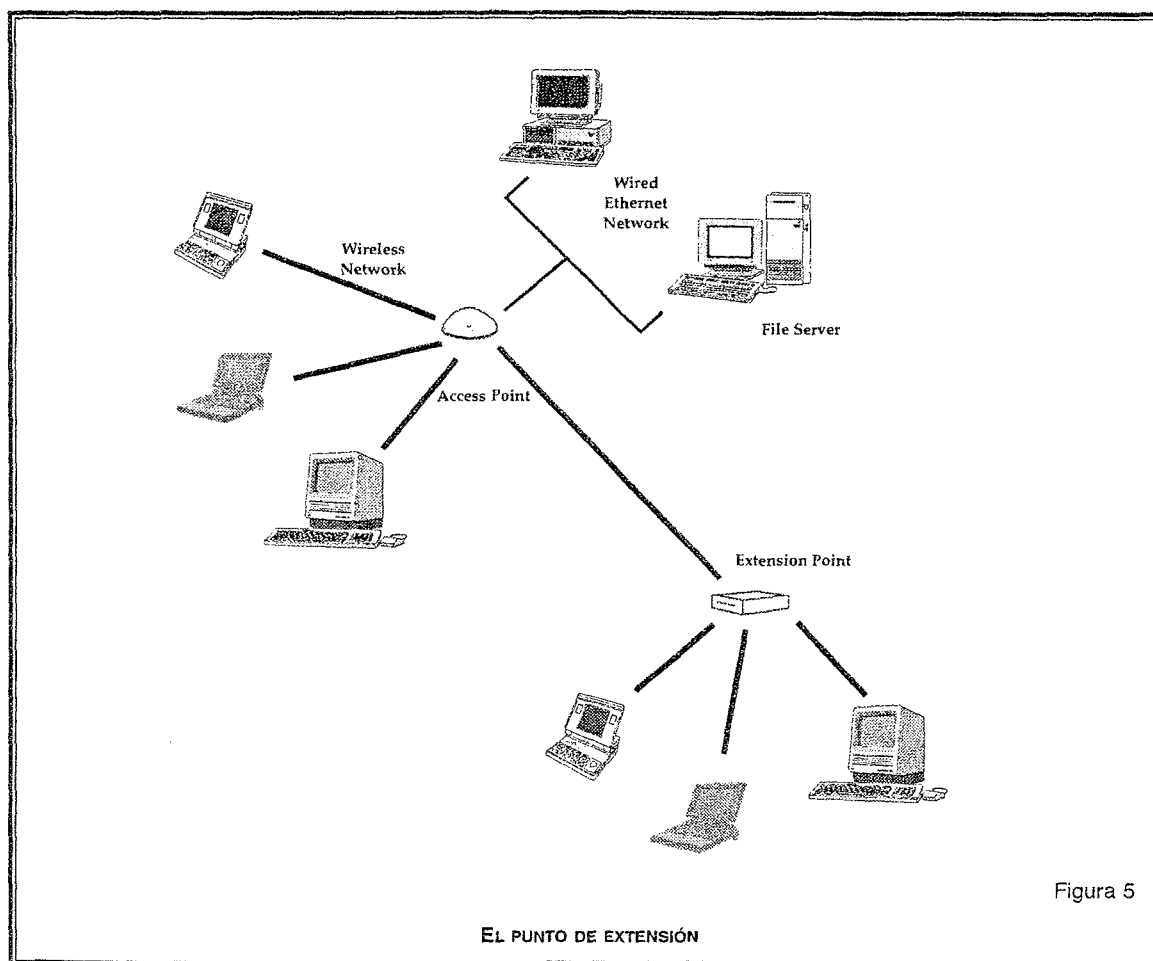 Wired
Ethernet
Network
Wireless
Network
File Server
Access Point
Extension Point
Figura 5
EL PUNTO DE EXTENSIÓN